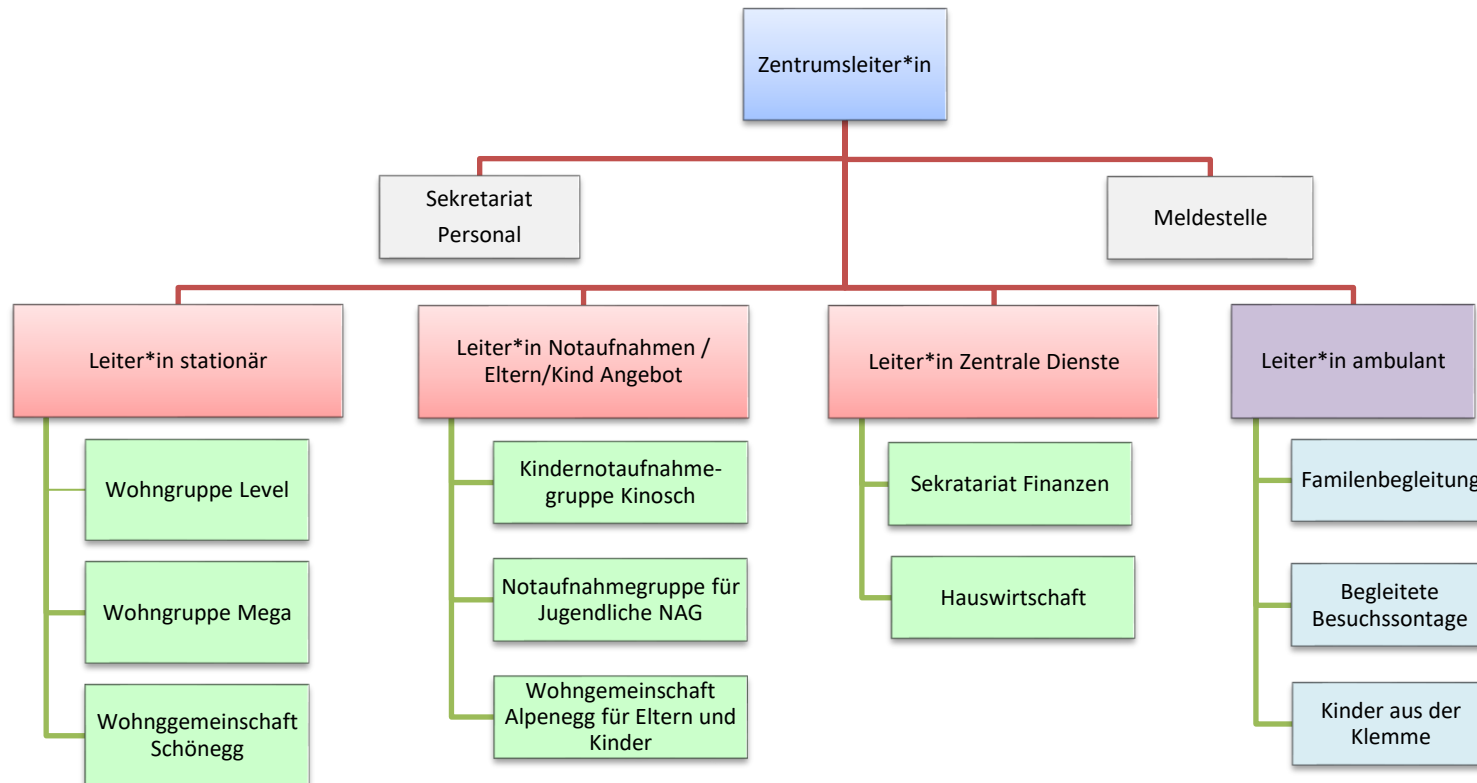 Zentrumsleiter*in
Sekretariat
Personal
Meldestelle
Leiter*in stationär
Leiter*in Notaufnahmen /
Eltern/Kind Angebot
Leiter*in Zentrale Dienste
Leiter*in ambulant
Wohngruppe Level
Wohngruppe Mega
Wohnggemeinschaft
Schönegg
Kindernotaufnahme-
gruppe Kinosch
Notaufnahmegruppe für
Jugendliche NAG
Wohngemeinschaft
Alpenegg für Eltern und
Kinder
Sekratariat Finanzen
Hauswirtschaft
Familenbegleitung
Begleitete
Besuchssontage
Kinder aus der
Klemme